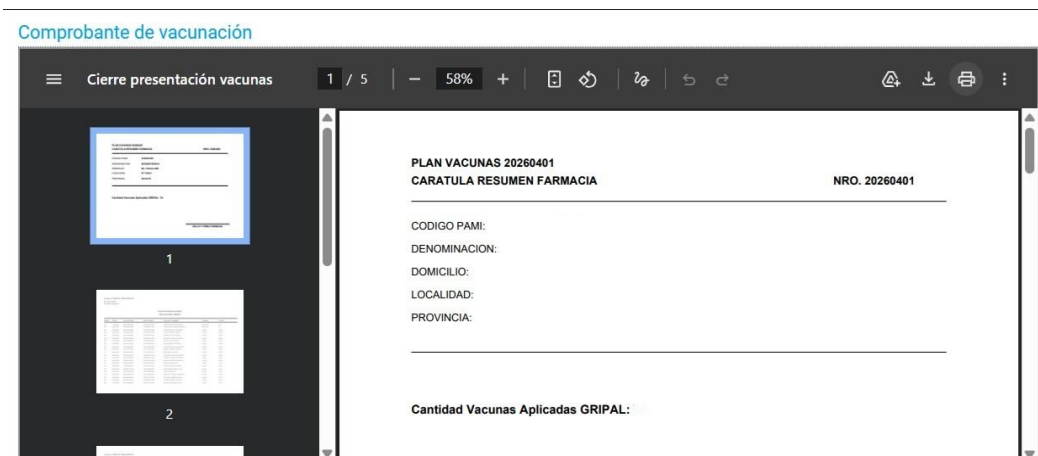 Comprobante de vacunación
Cierre presentación vacunas
1 / 5
58%
1
2
PLAN VACUNAS 20260401
CARATULA RESUMEN FARMACIA
NRO. 20260401
CODIGO PAMI:
DENOMINACION:
DOMICILIO:
LOCALIDAD:
PROVINCIA:
Cantidad Vacunas Aplicadas GRIPAL: